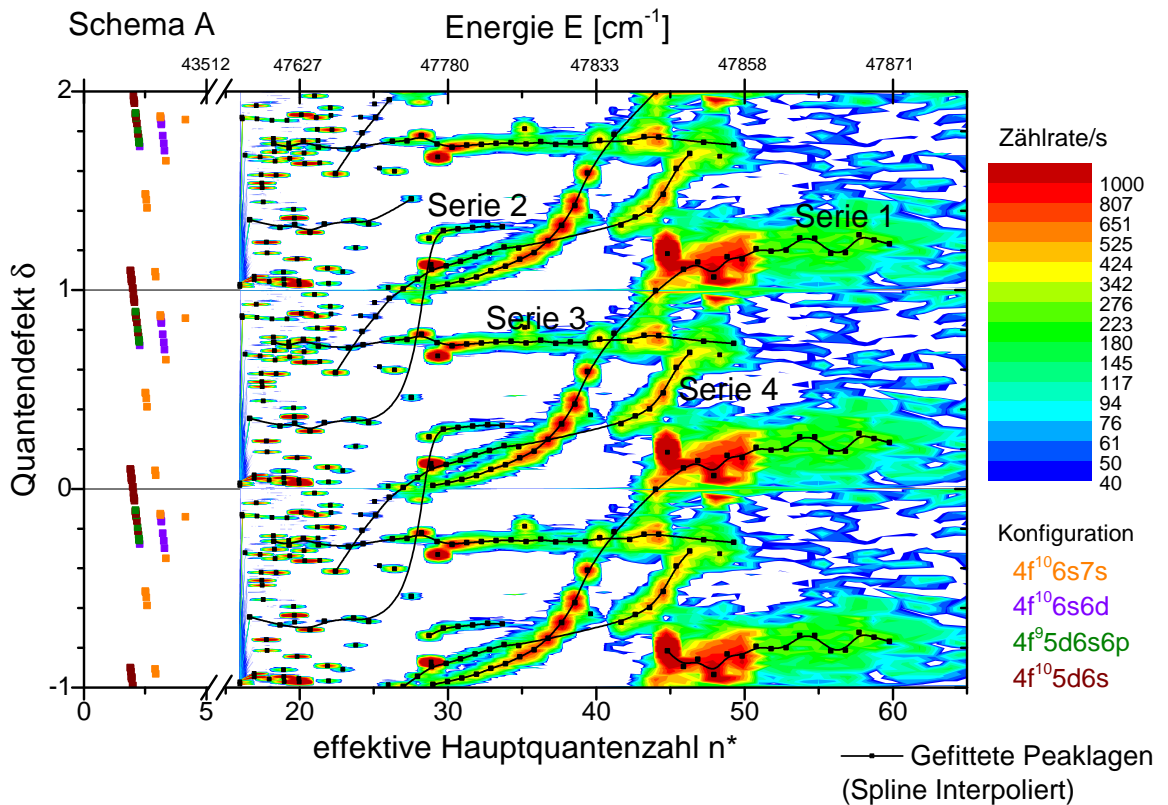 Schema A
Energie E [cm⁻¹]
43512 47627 47780 47833 47858 47871
2
1
0
-1
Quantendefekt δ
Serie 2
Serie 1
Serie 3
Serie 4
0 5 20 30 40 50 60
effektive Hauptquantenzahl n*
Zählrate/s
1000
807
651
525
424
342
276
223
180
145
117
94
76
61
50
40
Konfiguration
4f¹⁰6s7s
4f¹⁰6s6d
4f⁹5d6s6p
4f¹⁰5d6s
Gefittete Peaklagen
(Spline Interpoliert)